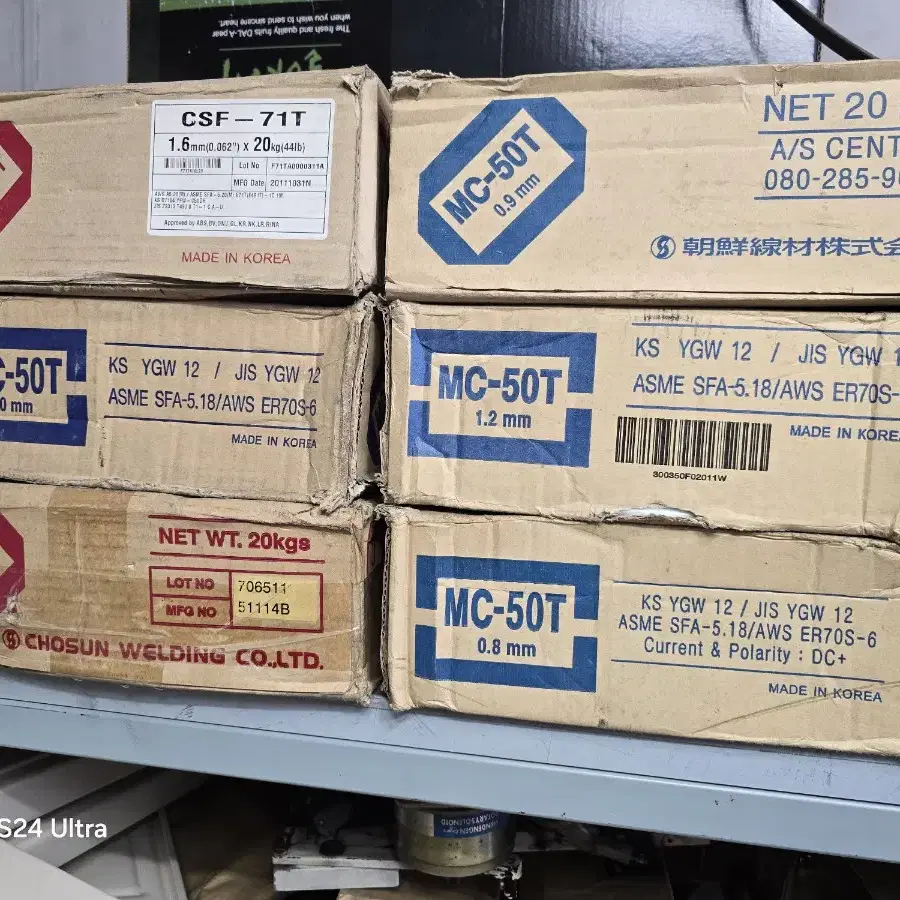 The fresh and quality fruits DAL-A-pear
when you wish to send sincere heart.
CSF-71T
1.6mm(0.062") X 20kg(44lb)
Lot No F71TA0000311A
MFG Date 20111031N
Approved by ABS, BV, DNV, GL, KR, NK, LR, RINA
MADE IN KOREA
MC-50T
0.9 mm
NET 20
A/S CENT
080-285-90
朝鮮線材株式会
C-50T
0 mm
KS YGW 12 / JIS YGW 12
ASME SFA-5.18/AWS ER70S-6
MADE IN KOREA
MC-50T
1.2 mm
KS YGW 12 / JIS YGW 1
ASME SFA-5.18/AWS ER70S-
MADE IN KOREA
300350F02011W
NET WT. 20kgs
LOT NO 706511
MFG NO 51114B
CHOSUN WELDING CO.,LTD.
MC-50T
0.8 mm
KS YGW 12 / JIS YGW 12
ASME SFA-5.18/AWS ER70S-6
Current & Polarity : DC+
MADE IN KOREA
S24 Ultra